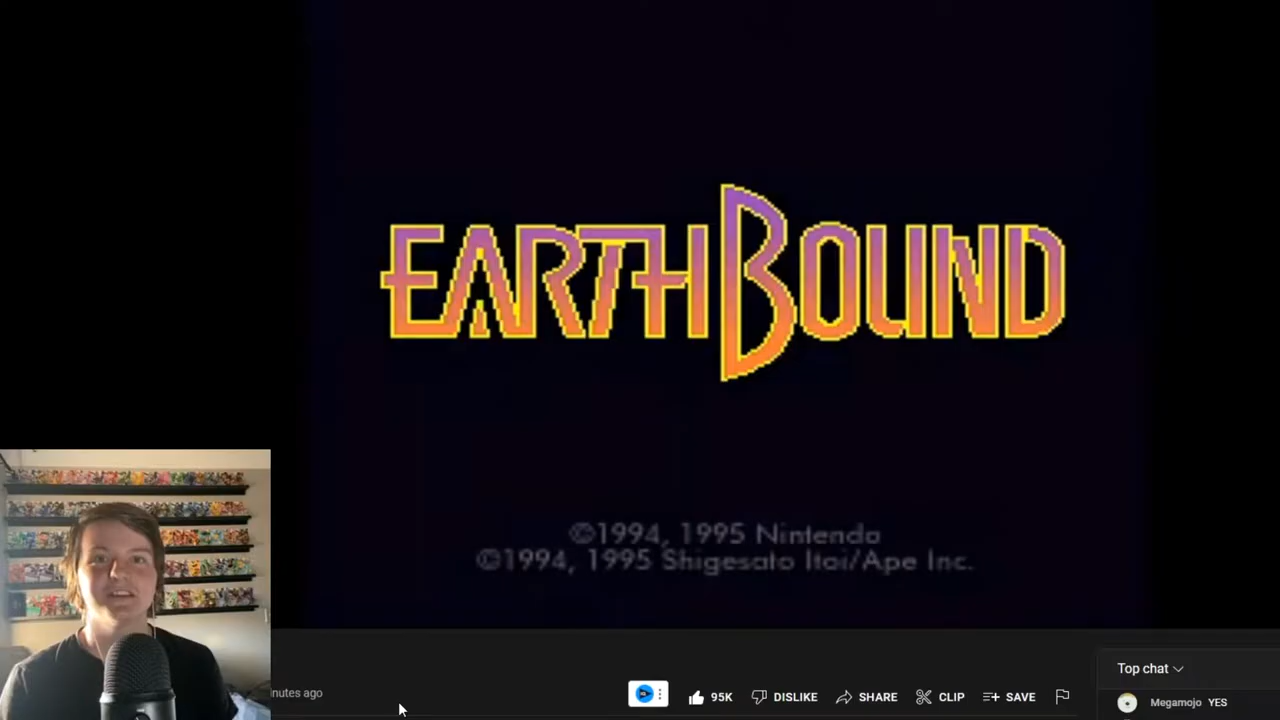 EARTHBOUND
©1994, 1995 Nintendo
©1994, 1995 Shigesato Itoi/Ape Inc.
Top chat
nutes ago
95K DISLIKE SHARE CLIP SAVE
Megamojo YES